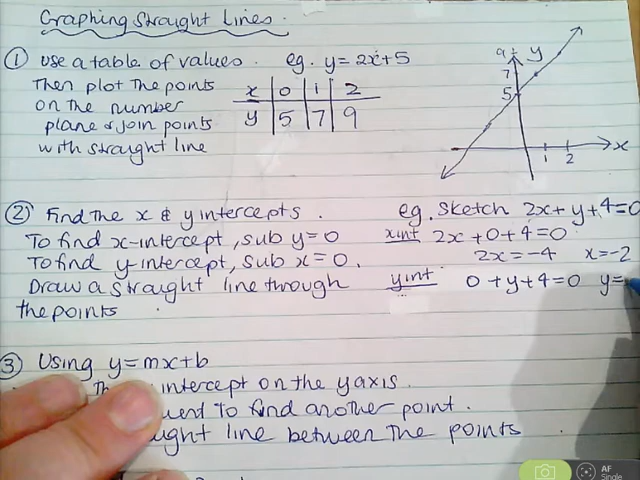 Graphing Straight Lines.
① Use a table of values. eg. y = 2x + 5
Then plot the points
on the number
plane & join points
with straight line
x 0 1 2
y 5 7 9
9 y
7
5
1 2 x
② Find the x & y intercepts.
To find x-intercept, sub y = 0
To find y-intercept, sub x = 0.
Draw a straight line through
the points.
eg. sketch 2x + y + 4 = 0
xint 2x + 0 + 4 = 0
2x = -4 x = -2
yint 0 + y + 4 = 0 y =
③ Using y = mx + b
intercept on the y axis.
to find another point.
line between the points
AF
Single